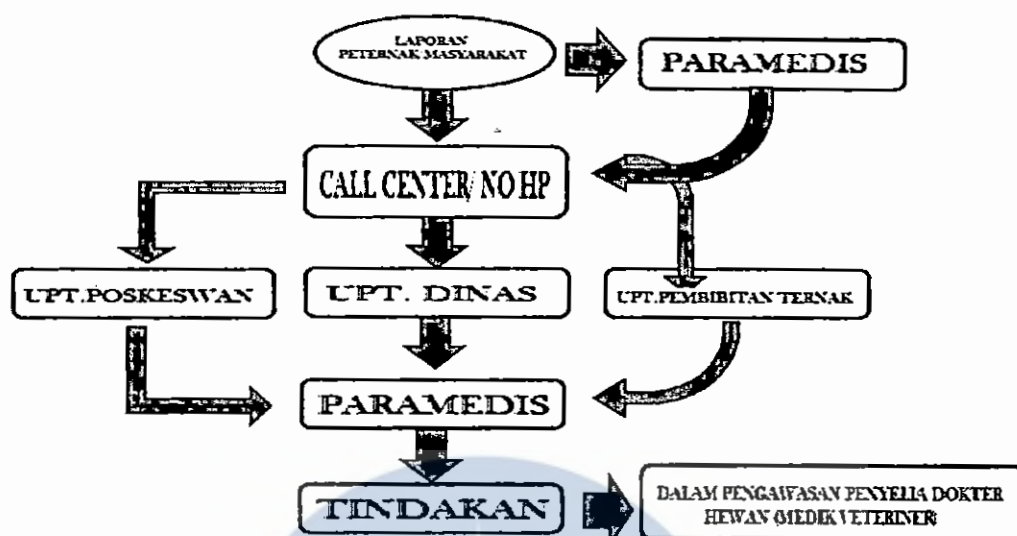 LAPORAN
PETERNAK MASYARAKAT
PARAMEDIS
CALL CENTER/ NO HP
UPT.POSKESWAN
UPT. DINAS
UPT.PEMBIBITAN TERNAK
PARAMEDIS
TINDAKAN
DALAM PENGAWASAN PENYELIA DOKTER
HEWAN (MEDIK VETERINER)